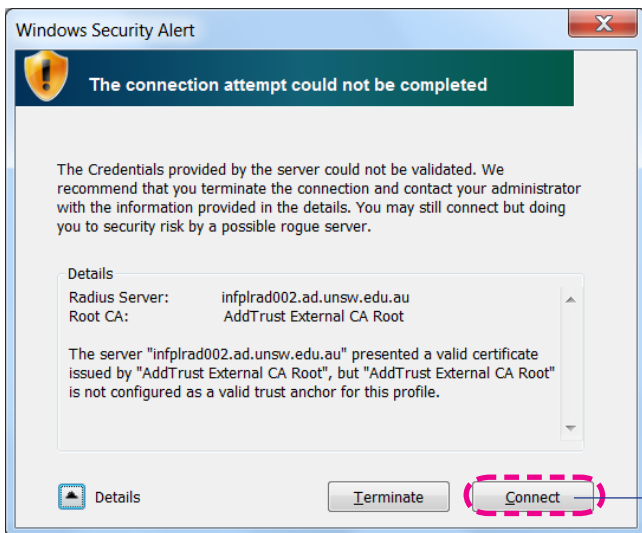 Windows Security Alert
The connection attempt could not be completed
The Credentials provided by the server could not be validated. We
recommend that you terminate the connection and contact your administrator
with the information provided in the details. You may still connect but doing
you to security risk by a possible rogue server.
Details
Radius Server: infplrad002.ad.unsw.edu.au
Root CA: AddTrust External CA Root
The server "infplrad002.ad.unsw.edu.au" presented a valid certificate
issued by "AddTrust External CA Root", but "AddTrust External CA Root"
is not configured as a valid trust anchor for this profile.
Details Terminate Connect